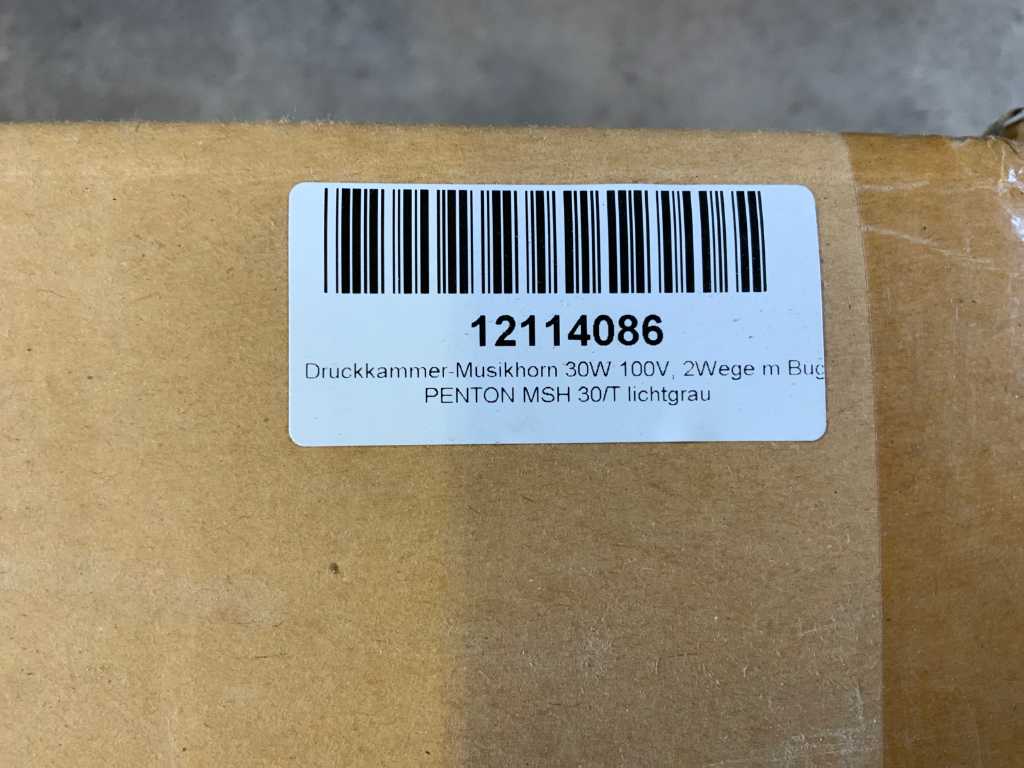 12114086
Druckkammer-Musikhorn 30W 100V, 2Wege m Bug
PENTON MSH 30/T lichtgrau